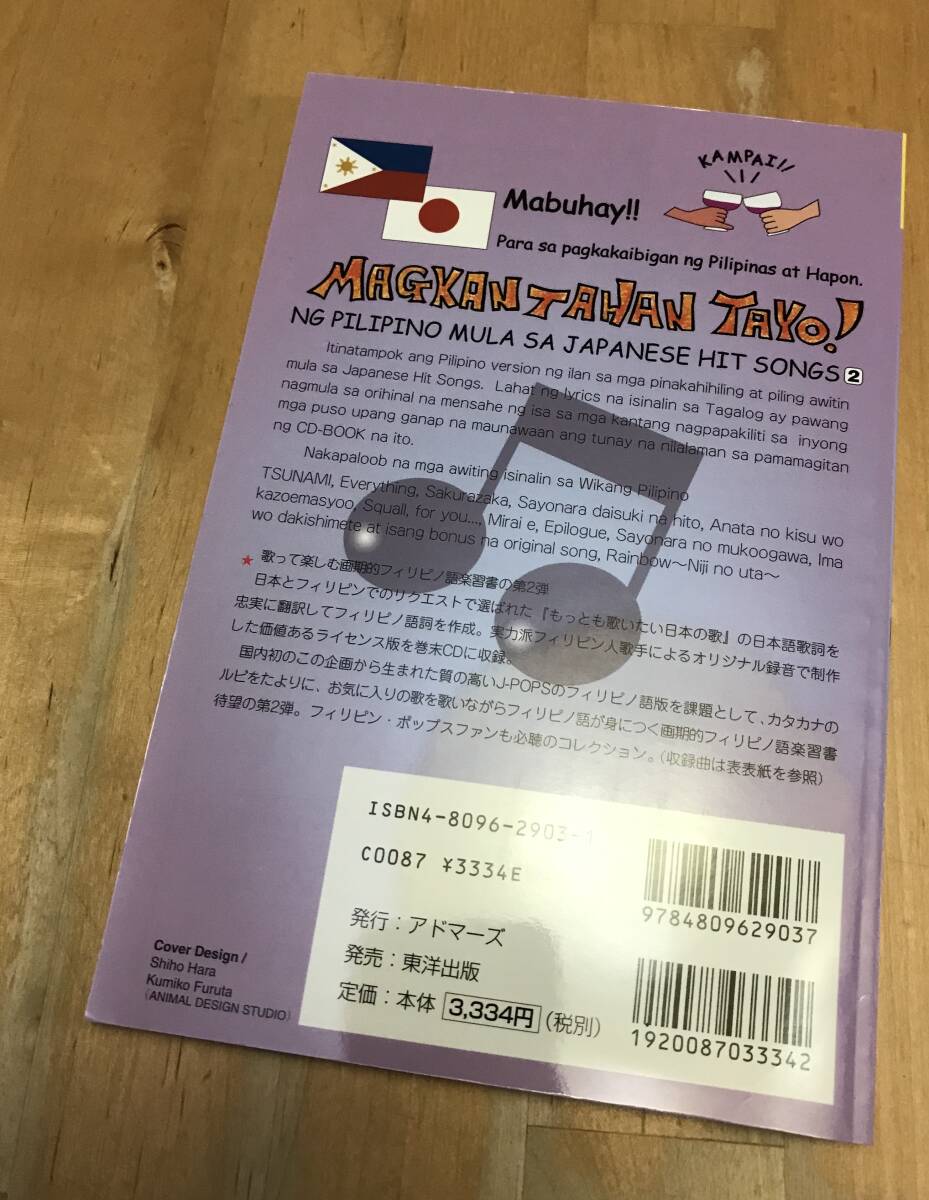 KAMPAI!!
Mabuhay!!
Para sa pagkakaibigan ng Pilipinas at Hapon.
MAGKANTAHAN TAYO!
NG PILIPINO MULA SA JAPANESE HIT SONGS 2
Itinatampok ang Pilipino version ng ilan sa mga pinakahihiling at piling awitin
mula sa Japanese Hit Songs. Lahat ng lyrics na isinalin sa Tagalog ay pawang
nagmula sa orihinal na mensahe ng isa sa mga kantang nagpapakiliti sa inyong
mga puso upang ganap na maunawaan ang tunay na nilalaman sa pamamagitan
ng CD-BOOK na ito.
Nakapaloob na mga awiting isinalin sa Wikang Pilipino
TSUNAMI, Everything, Sakurazaka, Sayonara daisuki na hito, Anata no kisu wo
kazoemasyoo, Squall, for you..., Mirai e, Epilogue, Sayonara no mukoogawa, Ima
wo dakishimete at isang bonus na original song, Rainbow～Niji no uta～
★ 歌って楽しむ画期的フィリピノ語楽習書の第2弾
日本とフィリピンでのリクエストで選ばれた『もっとも歌いたい日本の歌』の日本語歌詞を
忠実に翻訳してフィリピノ語詞を作成。実力派フィリピン人歌手によるオリジナル録音で制作
した価値あるライセンス版を巻末CDに収録。
国内初のこの企画から生まれた質の高いJ-POPSのフィリピノ語版を課題として、カタカナの
ルビをたよりに、お気に入りの歌を歌いながらフィリピノ語が身につく画期的フィリピノ語楽習書
待望の第2弾。フィリピン・ポップスファンも必聴のコレクション。（収録曲は表表紙を参照）
ISBN4-8096-2903-1
C0087 ¥3334E
9784809629037
発行：アドマーズ
発売：東洋出版
定価：本体 3,334円（税別）
1920087033342
Cover Design /
Shiho Hara
Kumiko Furuta
(ANIMAL DESIGN STUDIO)